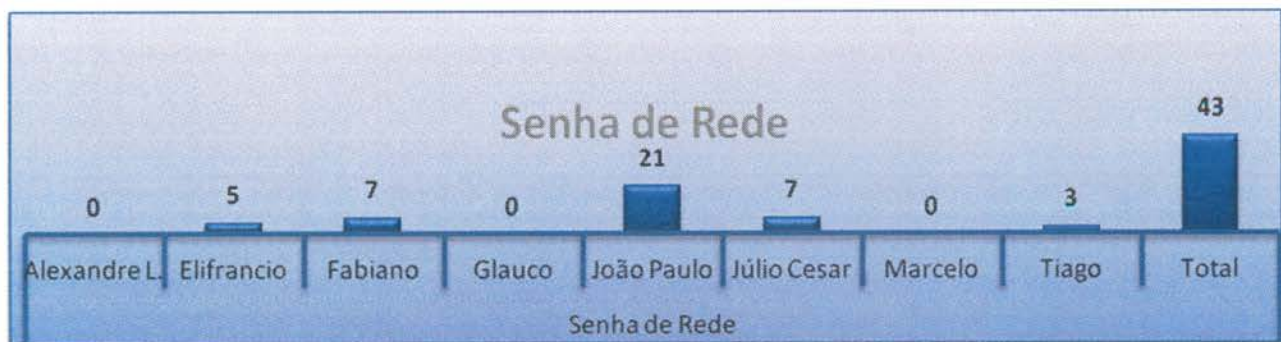 Senha de Rede
0 5 7 0 21 7 0 3 43
Alexandre L. Elifrancio Fabiano Glauco João Paulo Júlio Cesar Marcelo Tiago Total
Senha de Rede